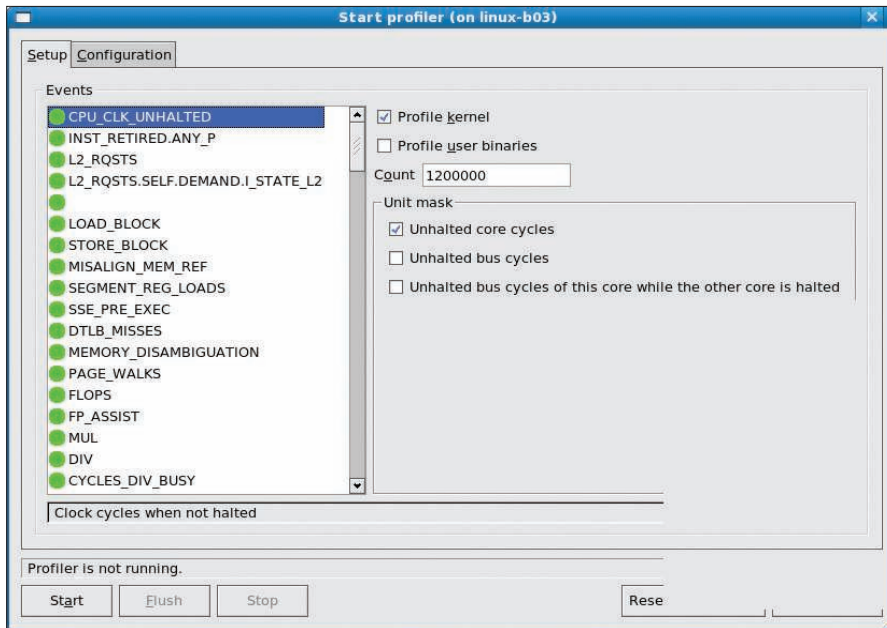 Start profiler (on linux-b03)
Setup
Configuration
Events
CPU_CLK_UNHALTED
INST_RETIRED.ANY_P
L2_RQSTS
L2_RQSTS.SELF.DEMAND.I_STATE_L2
LOAD_BLOCK
STORE_BLOCK
MISALIGN_MEM_REF
SEGMENT_REG_LOADS
SSE_PRE_EXEC
DTLB_MISSES
MEMORY_DISAMBIGUATION
PAGE_WALKS
FLOPS
FP_ASSIST
MUL
DIV
CYCLES_DIV_BUSY
Profile kernel
Profile user binaries
Count 1200000
Unit mask
Unhalted core cycles
Unhalted bus cycles
Unhalted bus cycles of this core while the other core is halted
Clock cycles when not halted
Profiler is not running.
Start
Flush
Stop
Rese